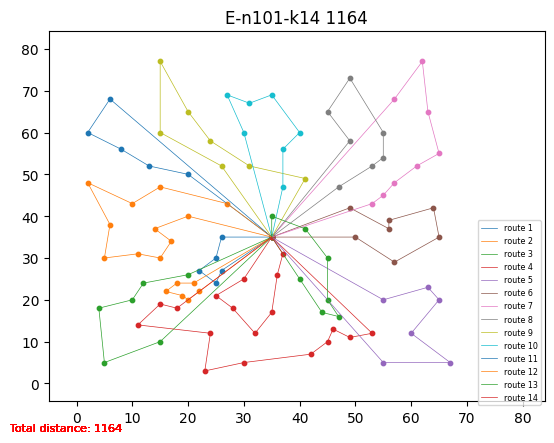 E-n101-k14 1164
80
70
60
50
40
30
20
10
0
0 10 20 30 40 50 60 70 80
route 1
route 2
route 3
route 4
route 5
route 6
route 7
route 8
route 9
route 10
route 11
route 12
route 13
route 14
Total distance: 1164